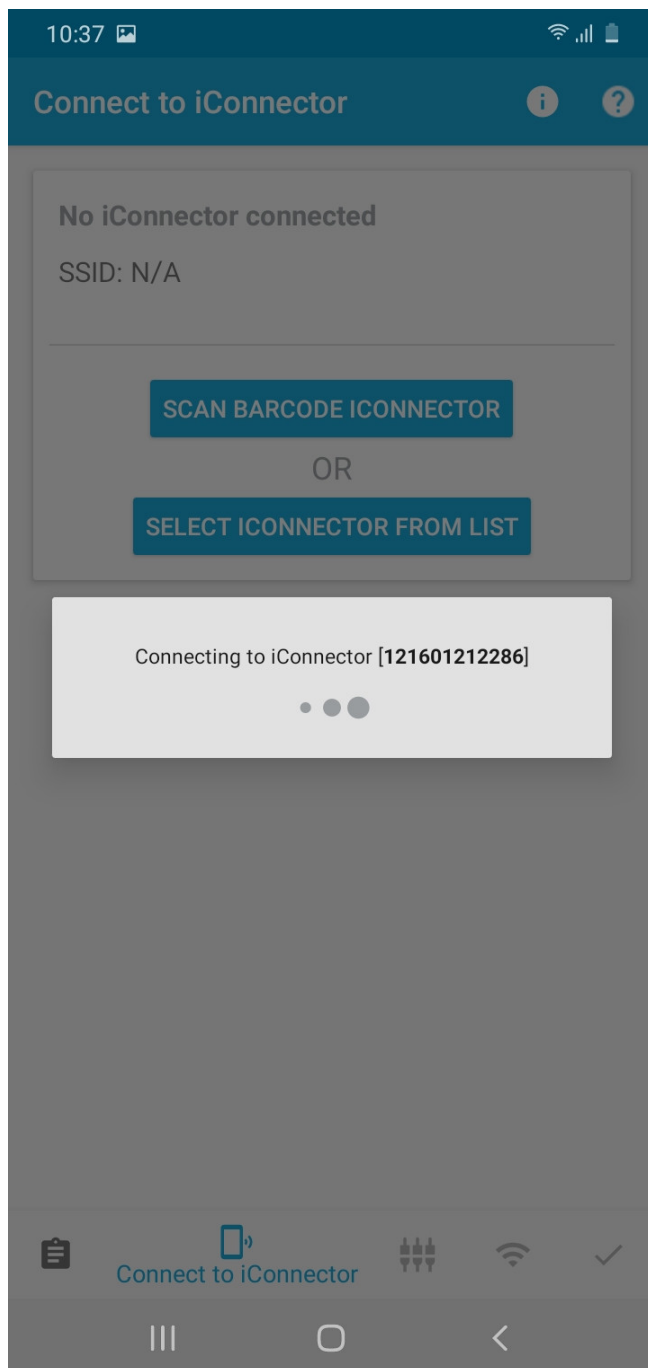 10:37
Connect to iConnector
No iConnector connected
SSID: N/A
SCAN BARCODE ICONNECTOR
OR
SELECT ICONNECTOR FROM LIST
Connecting to iConnector [121601212286]
Connect to iConnector